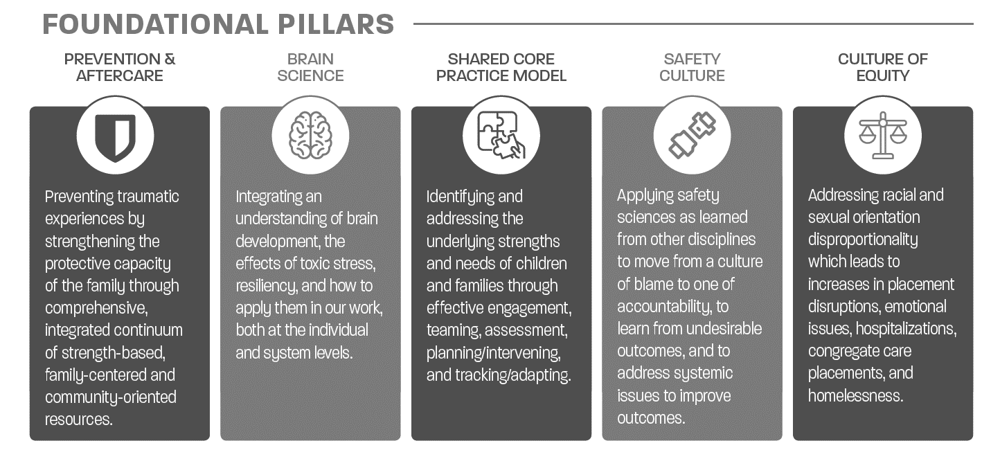 FOUNDATIONAL PILLARS
PREVENTION &
AFTERCARE
Preventing traumatic
experiences by
strengthening the
protective capacity
of the family through
comprehensive,
integrated continuum
of strength-based,
family-centered and
community-oriented
resources.
BRAIN
SCIENCE
Integrating an
understanding of brain
development, the
effects of toxic stress,
resiliency, and how to
apply them in our work,
both at the individual
and system levels.
SHARED CORE
PRACTICE MODEL
Identifying and
addressing the
underlying strengths
and needs of children
and families through
effective engagement,
teaming, assessment,
planning/intervening,
and tracking/adapting.
SAFETY
CULTURE
Applying safety
sciences as learned
from other disciplines
to move from a culture
of blame to one of
accountability, to
learn from undesirable
outcomes, and to
address systemic
issues to improve
outcomes.
CULTURE OF
EQUITY
Addressing racial and
sexual orientation
disproportionality
which leads to
increases in placement
disruptions, emotional
issues, hospitalizations,
congregate care
placements, and
homelessness.